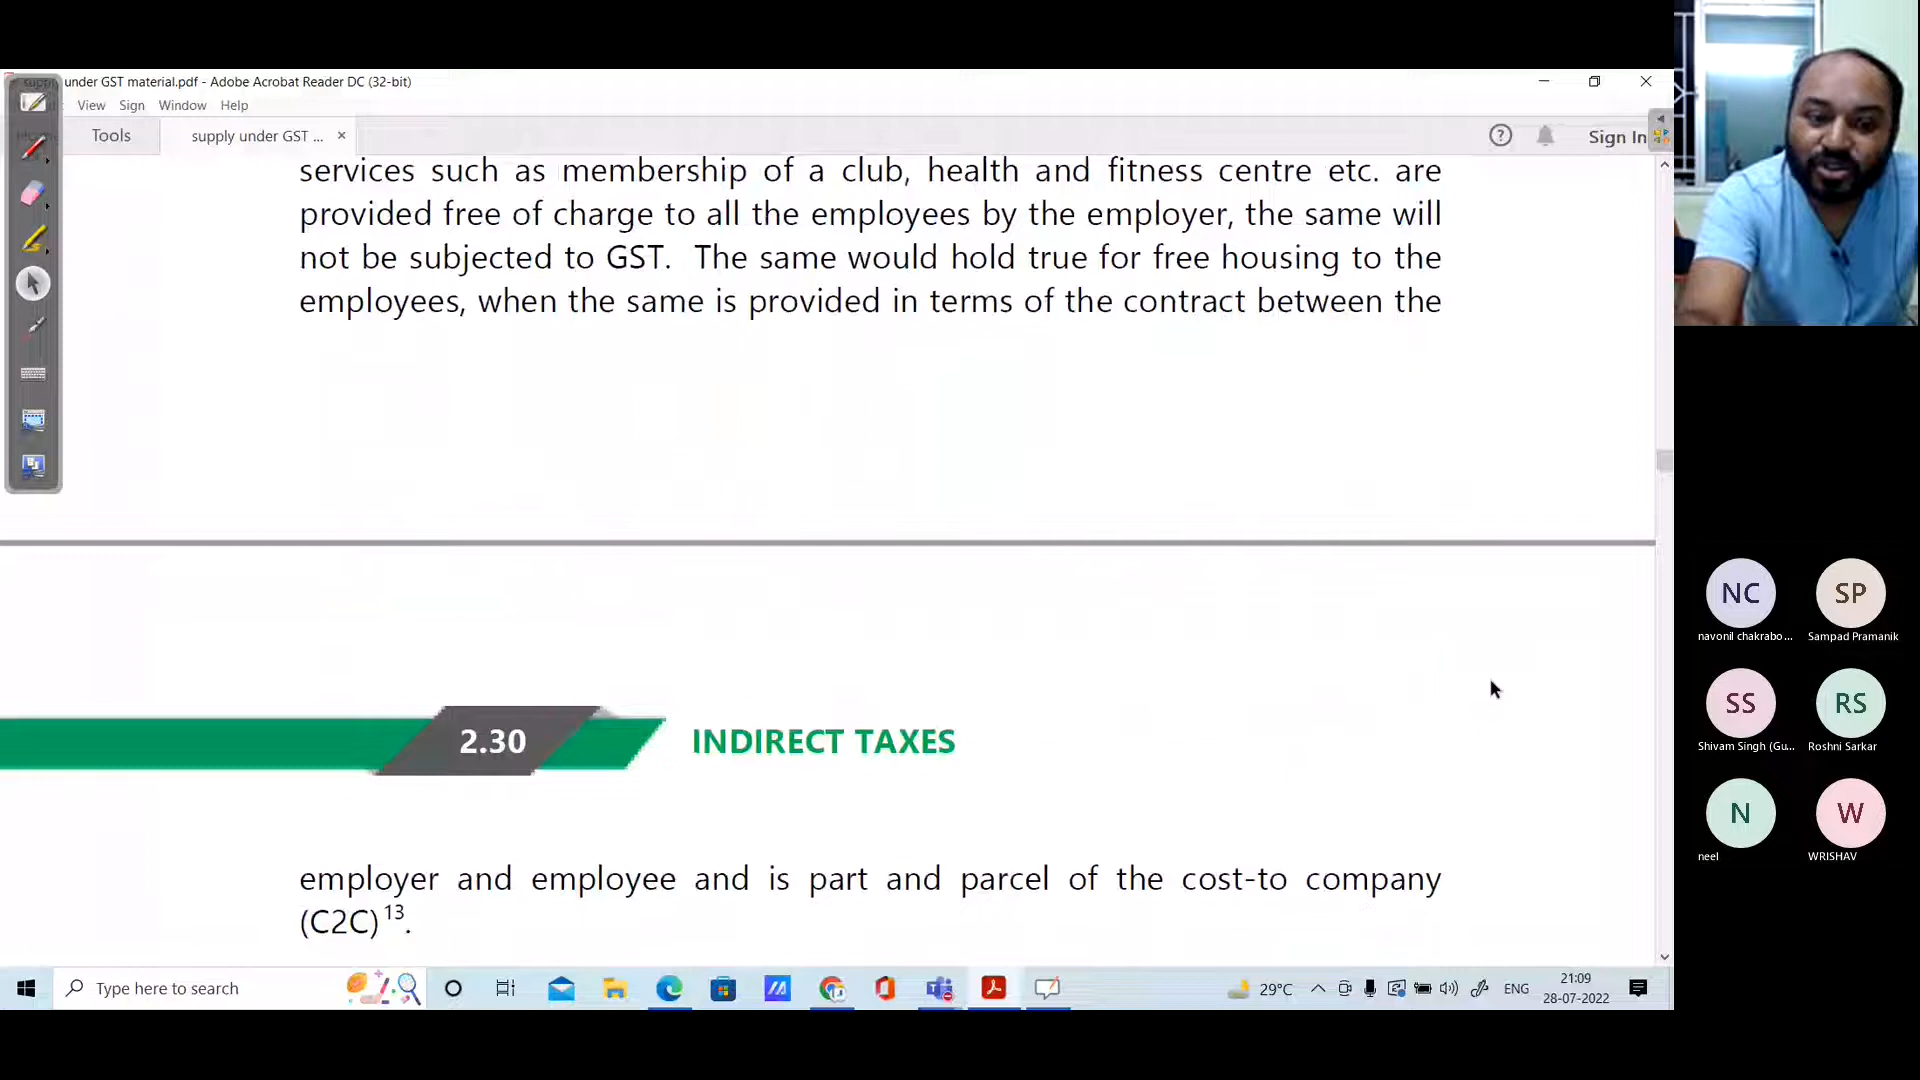 supply under GST material.pdf - Adobe Acrobat Reader DC (32-bit)
View Sign Window Help
Tools
supply under GST ...
Sign In
services such as membership of a club, health and fitness centre etc. are
provided free of charge to all the employees by the employer, the same will
not be subjected to GST. The same would hold true for free housing to the
employees, when the same is provided in terms of the contract between the
2.30 INDIRECT TAXES
employer and employee and is part and parcel of the cost-to company
(C2C)13.
NC SP
navonil chakrabo... Sampad Pramanik
SS RS
Shivam Singh (Gu... Roshni Sarkar
N W
neel WRISHAV
Type here to search
29°C ENG
21:09
28-07-2022